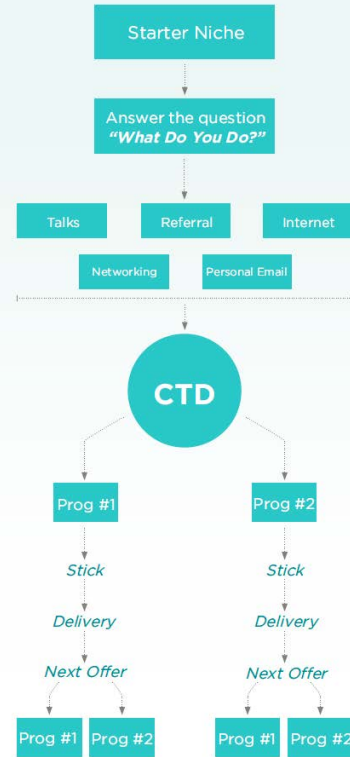 Starter Niche
Answer the question
"What Do You Do?"
Talks
Referral
Internet
Networking
Personal Email
CTD
Prog #1
Prog #2
Stick
Stick
Delivery
Delivery
Next Offer
Next Offer
Prog #1
Prog #2
Prog #1
Prog #2